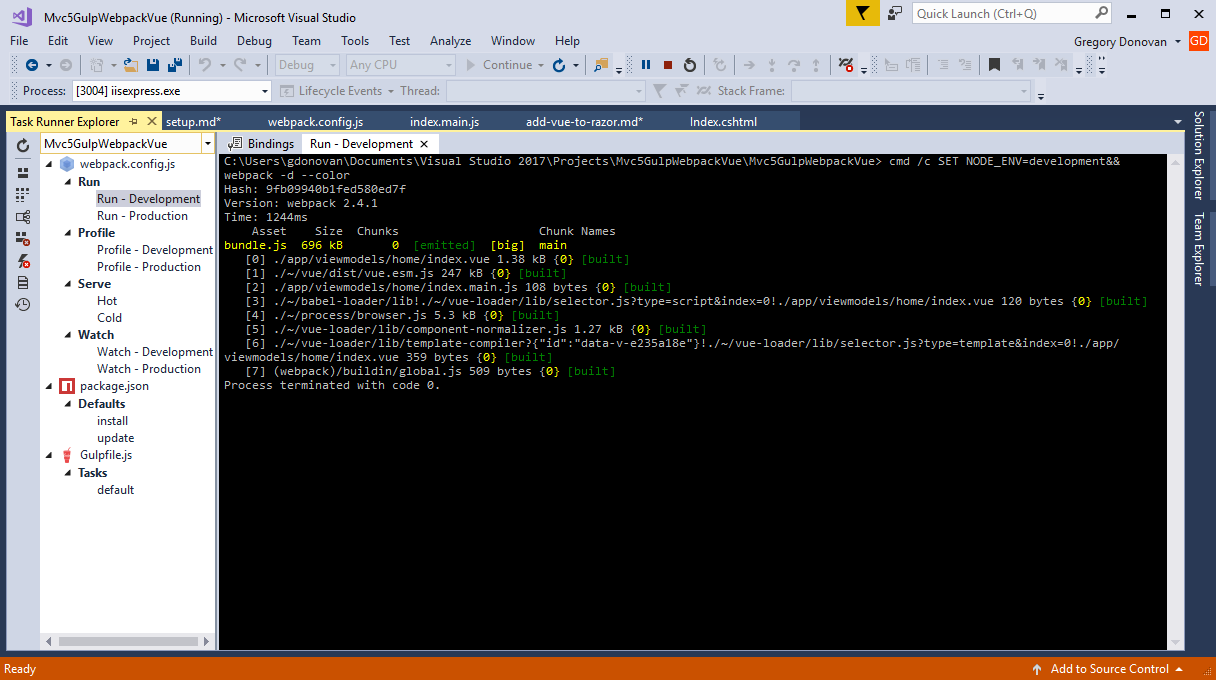 Mvc5GulpWebpackVue (Running) - Microsoft Visual Studio
Quick Launch (Ctrl+Q)
File Edit View Project Build Debug Team Tools Test Analyze Window Help
Gregory Donovan GD
Debug Any CPU Continue
Process: [3004] iisexpress.exe Lifecycle Events Thread: Stack Frame:
Task Runner Explorer setup.md* webpack.config.js index.main.js add-vue-to-razor.md* Index.cshtml
Mvc5GulpWebpackVue
webpack.config.js
Run
Run - Development
Run - Production
Profile
Profile - Development
Profile - Production
Serve
Hot
Cold
Watch
Watch - Development
Watch - Production
package.json
Defaults
install
update
Gulpfile.js
Tasks
default
Bindings Run - Development
C:\Users\gdonovan\Documents\Visual Studio 2017\Projects\Mvc5GulpWebpackVue\Mvc5GulpWebpackVue> cmd /c SET NODE_ENV=development&&
webpack -d --color
Hash: 9fb09940b1fed580ed7f
Version: webpack 2.4.1
Time: 1244ms
Asset Size Chunks Chunk Names
bundle.js 696 kB 0 [emitted] [big] main
[0] ./app/viewmodels/home/index.vue 1.38 kB {0} [built]
[1] ./~/vue/dist/vue.esm.js 247 kB {0} [built]
[2] ./app/viewmodels/home/index.main.js 108 bytes {0} [built]
[3] ./~/babel-loader/lib!./~/vue-loader/lib/selector.js?type=script&index=0!./app/viewmodels/home/index.vue 120 bytes {0} [built]
[4] ./~/process/browser.js 5.3 kB {0} [built]
[5] ./~/vue-loader/lib/component-normalizer.js 1.27 kB {0} [built]
[6] ./~/vue-loader/lib/template-compiler?{"id":"data-v-e235a18e"}!./~/vue-loader/lib/selector.js?type=template&index=0!./app/
viewmodels/home/index.vue 359 bytes {0} [built]
[7] (webpack)/buildin/global.js 509 bytes {0} [built]
Process terminated with code 0.
Solution Explorer
Team Explorer
Ready
Add to Source Control